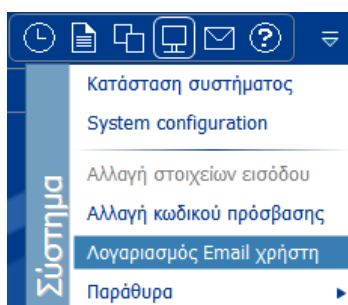 Σύστημα
Κατάσταση συστήματος
System configuration
Αλλαγή στοιχείων εισόδου
Αλλαγή κωδικού πρόσβασης
Λογαριασμός Email χρήστη
Παράθυρα